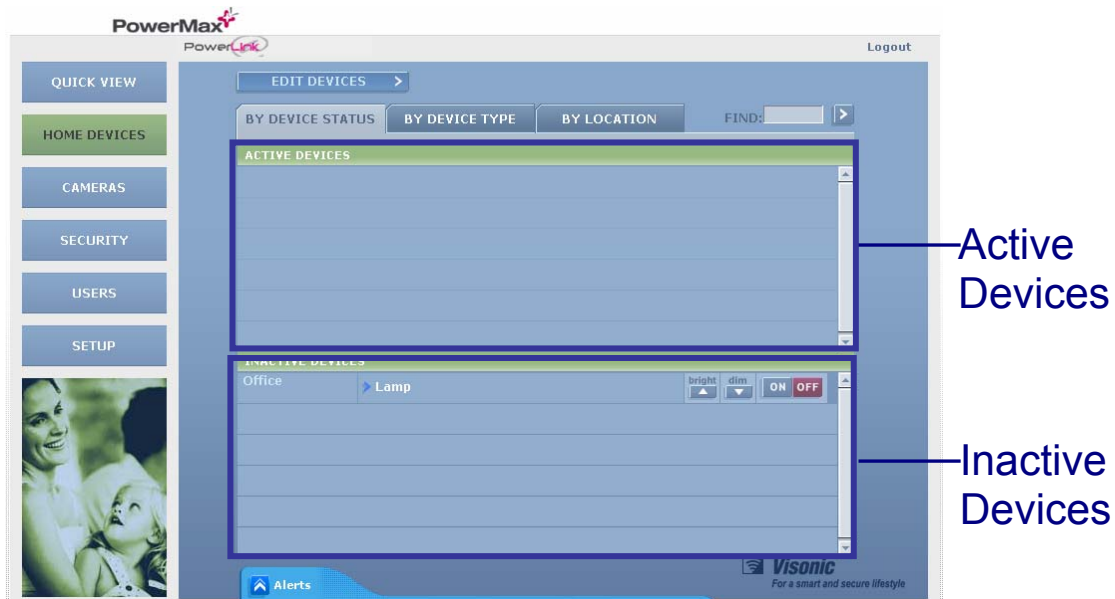 PowerMax
PowerLink
Logout
QUICK VIEW
HOME DEVICES
CAMERAS
SECURITY
USERS
SETUP
EDIT DEVICES >
BY DEVICE STATUS
BY DEVICE TYPE
BY LOCATION
FIND:
>
ACTIVE DEVICES
INACTIVE DEVICES
Office
Lamp
bright
dim
ON
OFF
Active
Devices
Inactive
Devices
Alerts
Visonic
For a smart and secure lifestyle